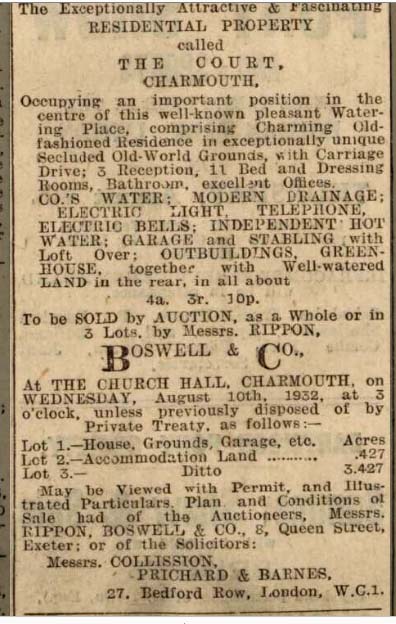 The Exceptionally Attractive & Fascinating
RESIDENTIAL PROPERTY
called
THE COURT,
CHARMOUTH,
Occupying an important position in the
centre of this well-known pleasant Water-
ing Place, comprising Charming Old-
fashioned Residence in exceptionally unique
Secluded Old-World Grounds, with Carriage
Drive; 3 Reception, 11 Bed and Dressing
Rooms, Bathroom, excellent Offices.
CO.'S WATER; MODERN DRAINAGE;
ELECTRIC LIGHT, TELEPHONE,
ELECTRIC BELLS; INDEPENDENT HOT
WATER; GARAGE and STABLING with
Loft Over; OUTBUILDINGS, GREEN-
HOUSE, together with Well-watered
LAND in the rear, in all about
4a. 3r. 10p.
To be SOLD by AUCTION, as a Whole or in
3 Lots, by Messrs. RIPPON,
BOSWELL & CO.,
At THE CHURCH HALL, CHARMOUTH, on
WEDNESDAY, August 10th, 1932, at 3
o'clock, unless previously disposed of by
Private Treaty, as follows:—
Lot 1.—House, Grounds, Garage, etc. Acres
Lot 2.—Accommodation Land ........... .427
Lot 3.— Ditto 3.427
May be Viewed with Permit, and Illus-
trated Particulars, Plan and Conditions of
Sale had of the Auctioneers, Messrs.
RIPPON, BOSWELL & CO., 8, Queen Street,
Exeter; or of the Solicitors:
Messrs. COLLISSION,
PRICHARD & BARNES,
27, Bedford Row, London, W.C.1.